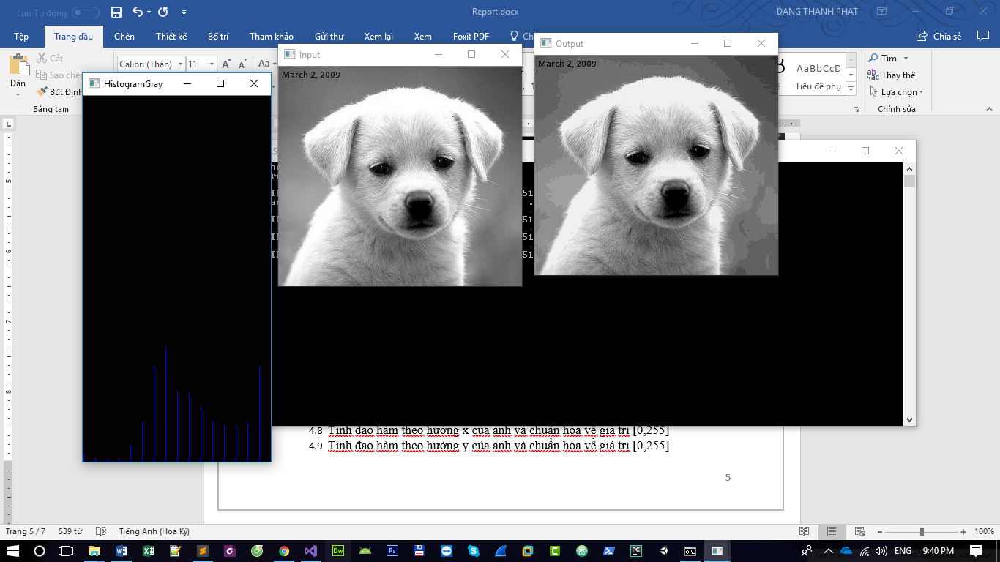 Lưu Tự động
Report.docx
DANG THANH PHAT
Tệp
Trang đầu
Chèn
Thiết kế
Bố trí
Tham khảo
Gửi thư
Xem lại
Xem
Foxit PDF
Chia sẻ
Dán
Cắt
Sao chép
Bút Định
Bảng tạm
Calibri (Thân)
11
Aa
AaBbCcD
Tiêu đề phụ
Tìm
Thay thế
Lựa chọn
Chỉnh sửa
HistogramGray
Input
March 2, 2009
Output
March 2, 2009
51
51
51
51
4.8 Tính đạo hàm theo hướng x của ảnh và chuẩn hóa về giá trị [0,255]
4.9 Tính đạo hàm theo hướng y của ảnh và chuẩn hóa về giá trị [0,255]
5
Trang 5 / 7
539 từ
Tiếng Anh (Hoa Kỳ)
100%
ENG
9:40 PM